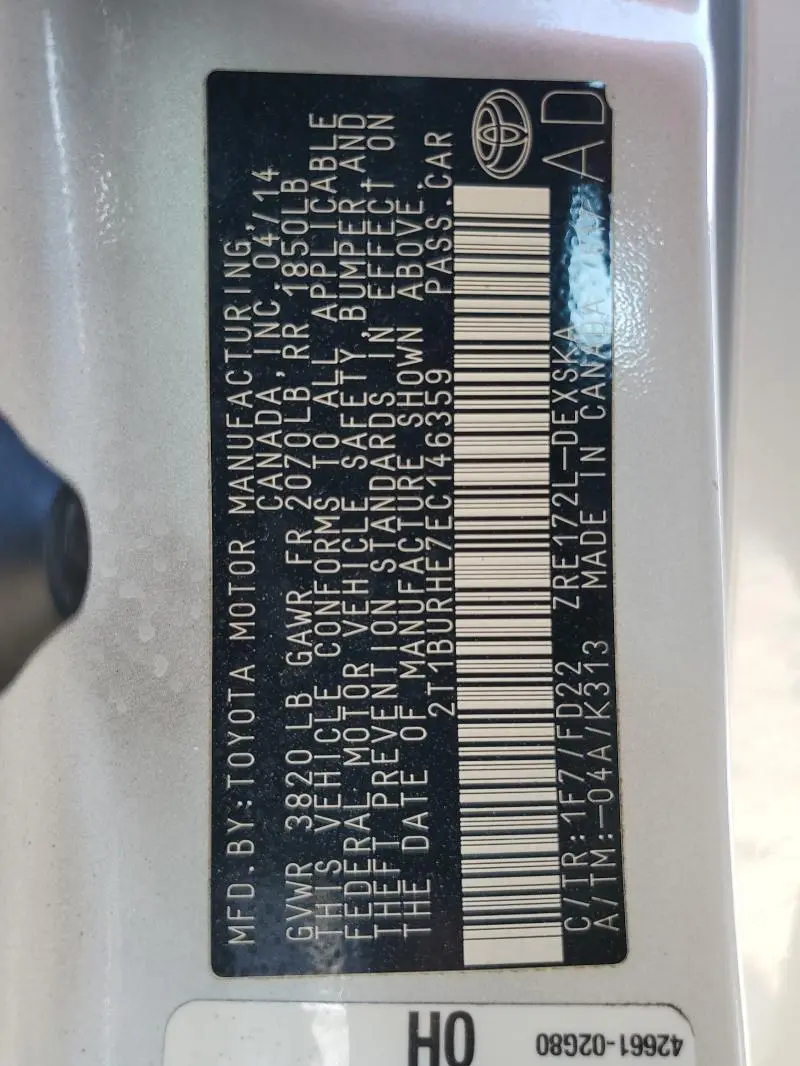 MFD.BY:TOYOTA MOTOR MANUFACTURING,
CANADA, INC. 04/14
GVWR 3820 LB GAWR FR 2070LB, RR 1850LB
THIS VEHICLE CONFORMS TO ALL APPLICABLE
FEDERAL MOTOR VEHICLE SAFETY, BUMPER AND
THEFT PREVENTION STANDARDS IN EFFECT ON
THE DATE OF MANUFACTURE SHOWN ABOVE.
2T1BURHE7EC146359 PASS.CAR
C/TR:1F7/FD22 ZRE172L-DEXSKA
A/TM:-04A/K313 MADE IN CANADA
AD
OH
42661-02G80